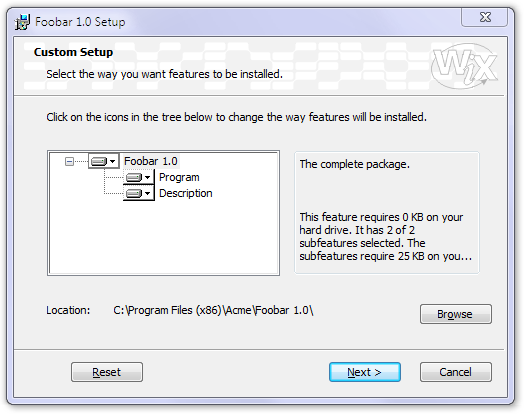 Foobar 1.0 Setup
Custom Setup
Select the way you want features to be installed.
WiX
Click on the icons in the tree below to change the way features will be installed.
Foobar 1.0
Program
Description
The complete package.
This feature requires 0 KB on your
hard drive. It has 2 of 2
subfeatures selected. The
subfeatures require 25 KB on you...
Location: C:\Program Files (x86)\Acme\Foobar 1.0\
Browse
Reset
Next >
Cancel